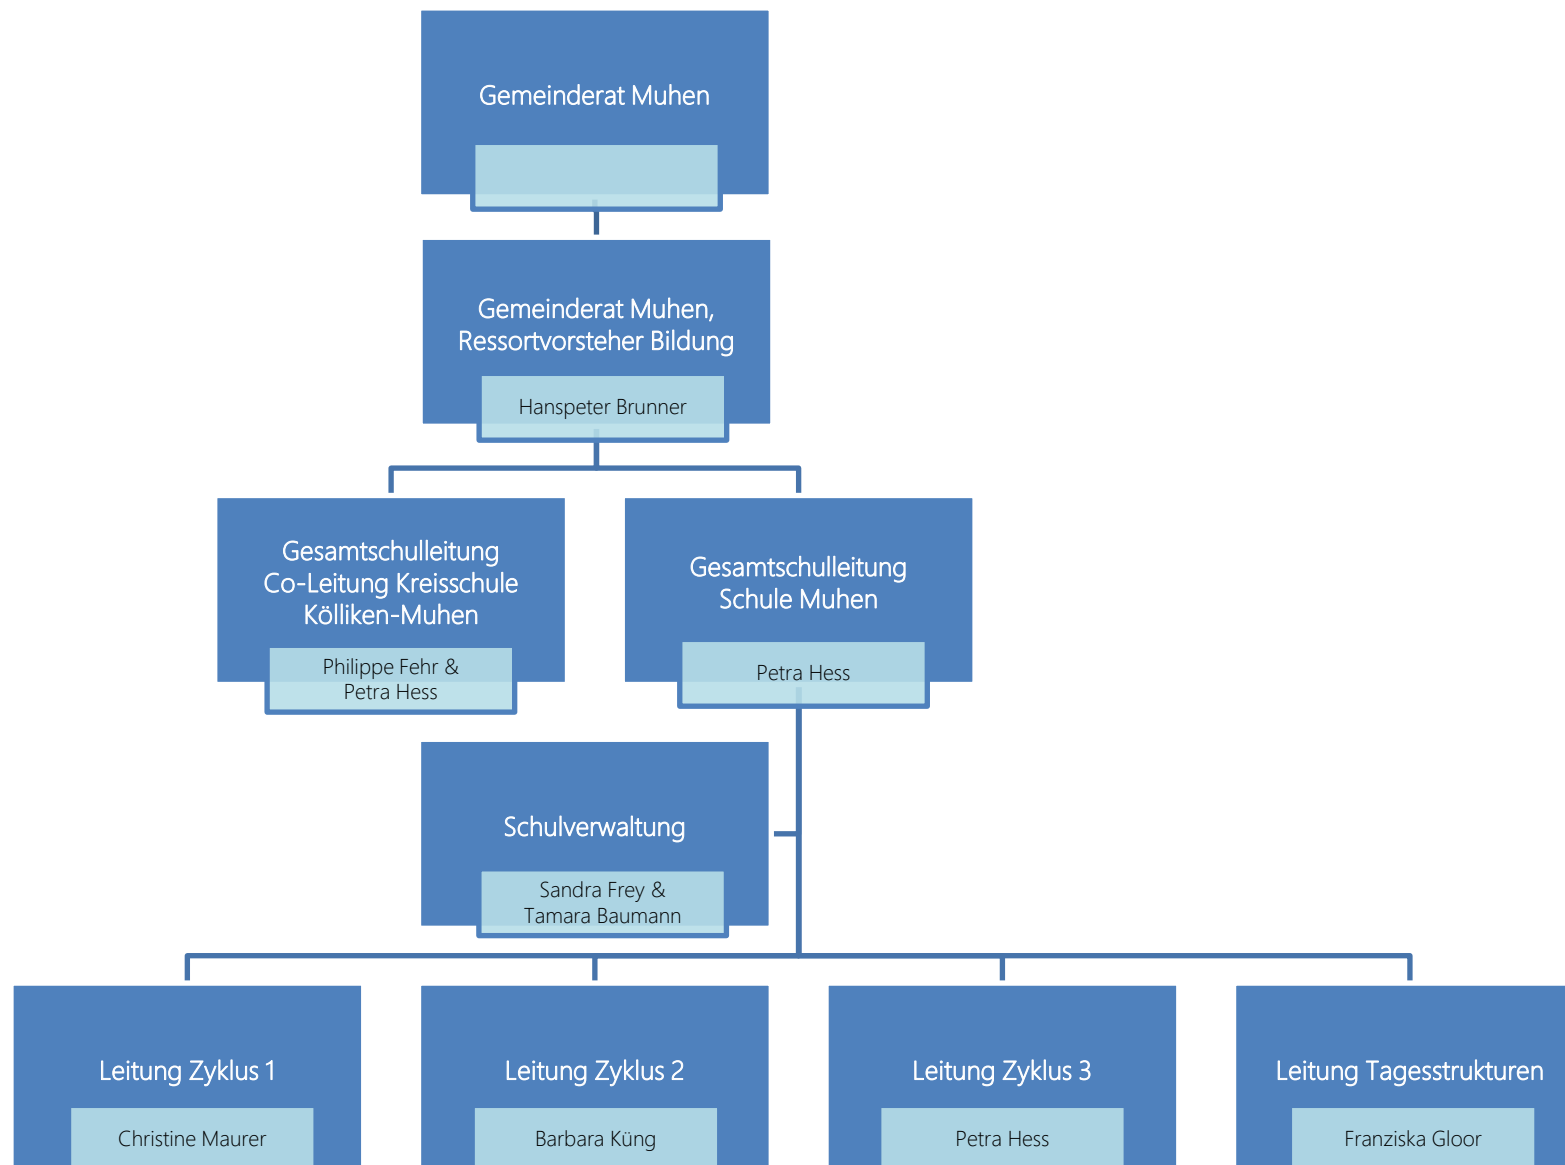 Gemeinderat Muhen
Gemeinderat Muhen,
Ressortvorsteher Bildung
Hanspeter Brunner
Gesamtschulleitung
Co-Leitung Kreisschule
Kölliken-Muhen
Philippe Fehr &
Petra Hess
Gesamtschulleitung
Schule Muhen
Petra Hess
Schulverwaltung
Sandra Frey &
Tamara Baumann
Leitung Zyklus 1
Christine Maurer
Leitung Zyklus 2
Barbara Küng
Leitung Zyklus 3
Petra Hess
Leitung Tagesstrukturen
Franziska Gloor